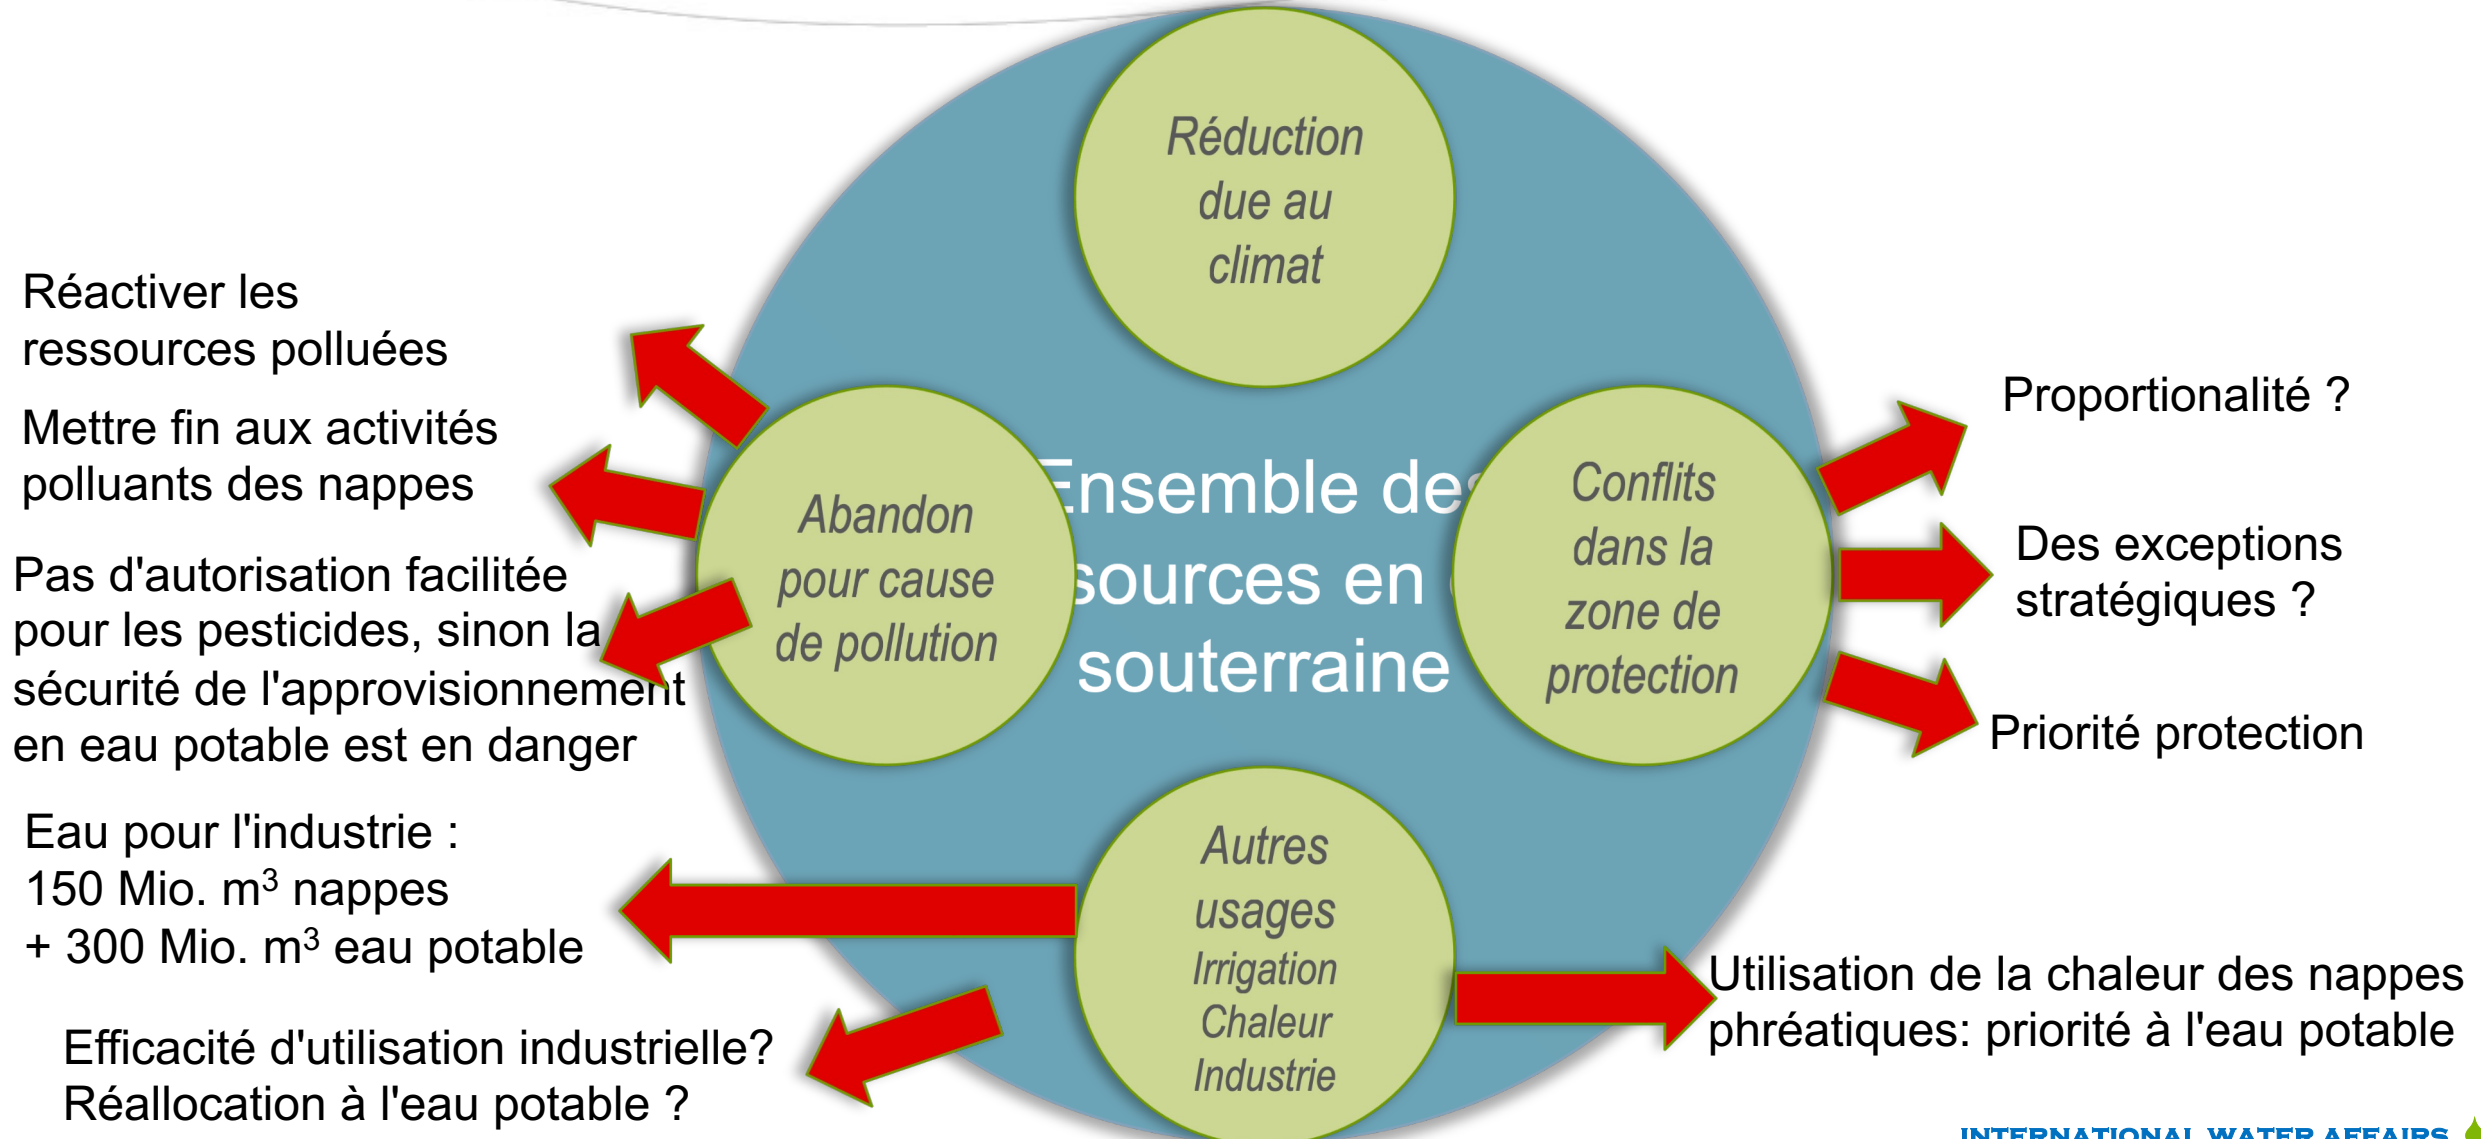 Réduction
due au
climat
Réactiver les
ressources polluées
Mettre fin aux activités
polluants des nappes
Pas d'autorisation facilitée
pour les pesticides, sinon la
sécurité de l'approvisionnement
en eau potable est en danger
Abandon
pour cause
de pollution
Ensemble des
sources en
souterraine
Conflits
dans la
zone de
protection
Proportionalité ?
Des exceptions
stratégiques ?
Priorité protection
Eau pour l'industrie :
150 Mio. m³ nappes
+ 300 Mio. m³ eau potable
Efficacité d'utilisation industrielle?
Réallocation à l'eau potable ?
Autres
usages
Irrigation
Chaleur
Industrie
Utilisation de la chaleur des nappes
phréatiques: priorité à l'eau potable
INTERNATIONAL WATER AFFAIRS